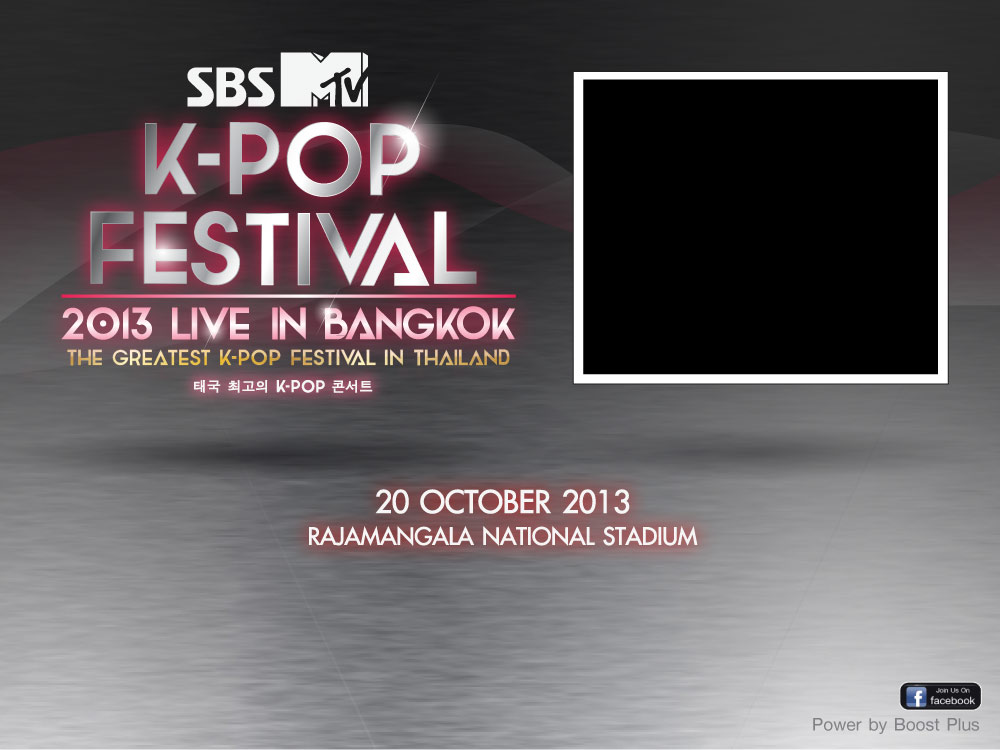 SBS MTV
K-POP
FESTIVAL
2013 LIVE IN BANGKOK
THE GREATEST K-POP FESTIVAL IN THAILAND
태국 최고의 K-POP 콘서트
20 OCTOBER 2013
RAJAMANGALA NATIONAL STADIUM
f Join Us On
facebook
Power by Boost Plus